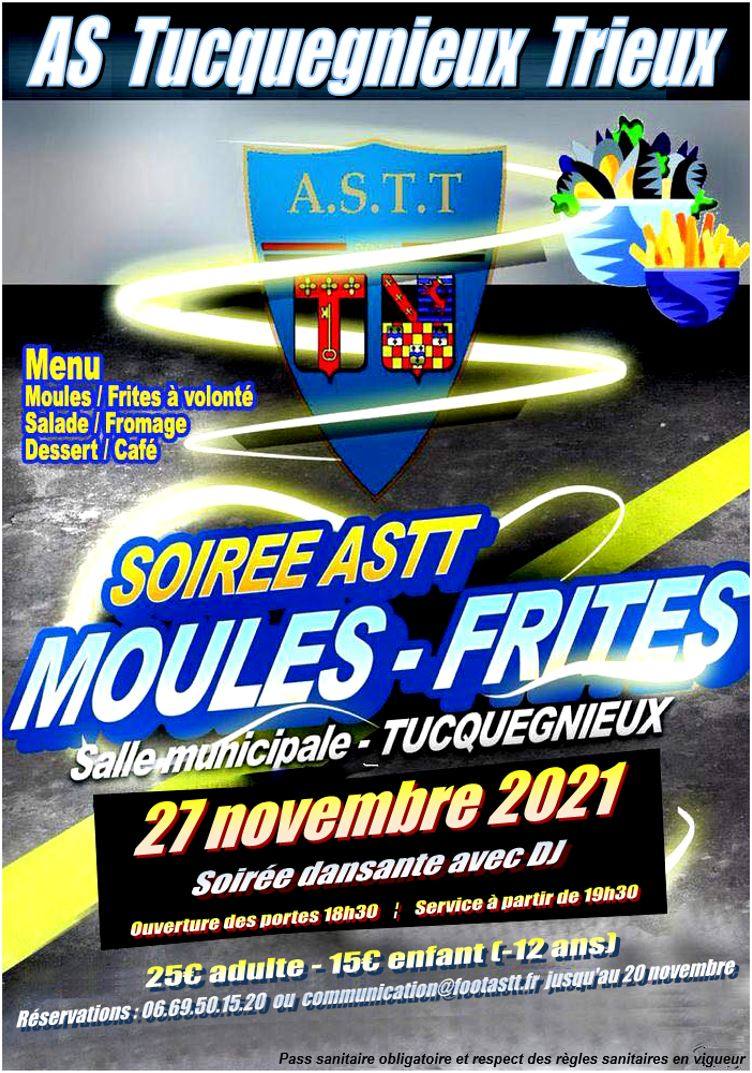 AS Tucquegnieux Trieux
A.S.T.T
Menu
Moules / Frites à volonté
Salade / Fromage
Dessert / Café
SOIREE ASTT
MOULES - FRITES
Salle municipale - TUCQUEGNIEUX
27 novembre 2021
Soirée dansante avec DJ
Ouverture des portes 18h30 ¦ Service à partir de 19h30
25€ adulte - 15€ enfant (-12 ans)
Réservations : 06.69.50.15.20 ou communication@footastt.fr jusqu'au 20 novembre
Pass sanitaire obligatoire et respect des règles sanitaires en vigueur